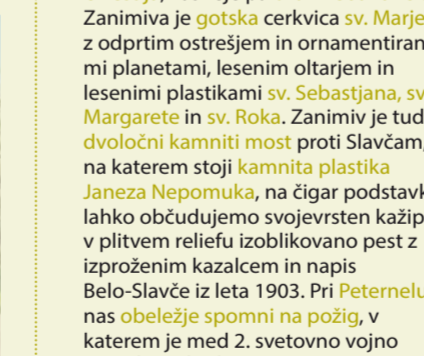 Zanimiva je gotska cerkvica sv. Marje
z odprtim ostrešjem in ornamentiran
mi planetami, lesenim oltarjem in
lesenimi plastikami sv. Sebastjana, sv.
Margarete in sv. Roka. Zanimiv je tud
dvoločni kamniti most proti Slavčam,
na katerem stoji kamnita plastika
Janeza Nepomuka, na čigar podstavk
lahko občudujemo svojevrsten kažip
v plitvem reliefu izoblikovano pest z
izproženim kazalcem in napis
Belo-Slavče iz leta 1903. Pri Peternelu
nas obeležje spomni na požig, v
katerem je med 2. svetovno vojno